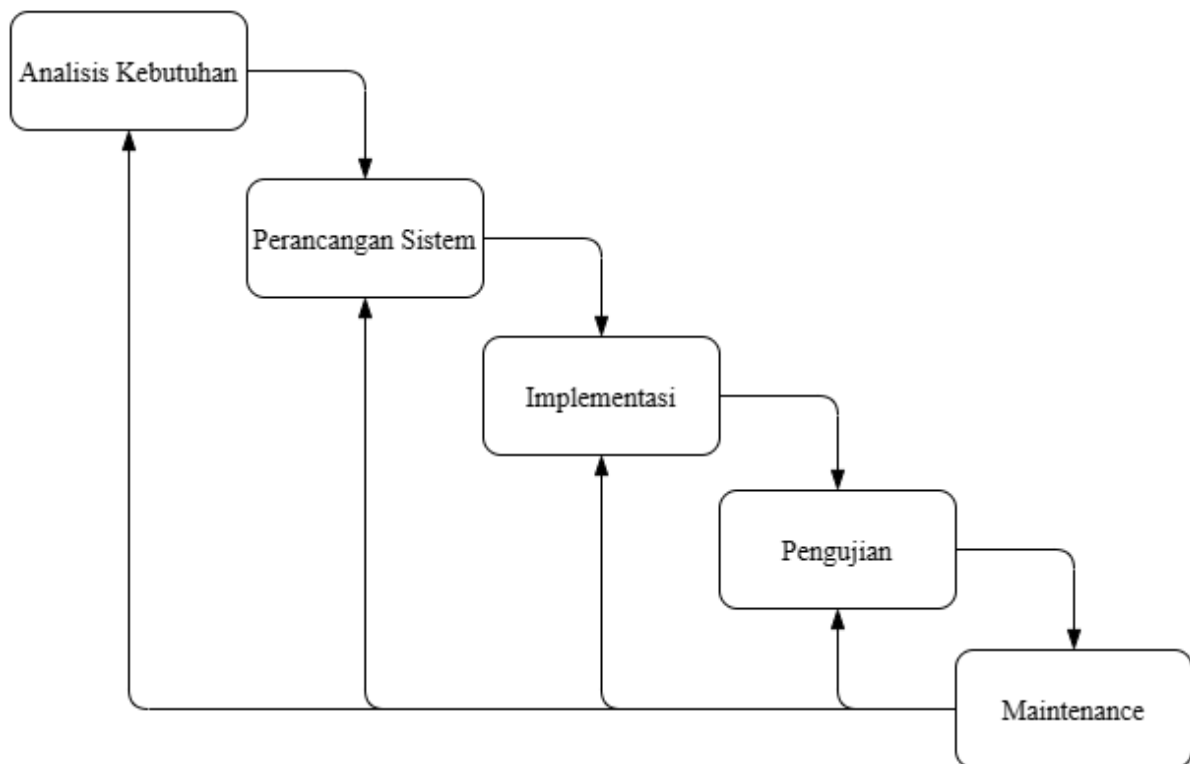 Analisis Kebutuhan
Perancangan Sistem
Implementasi
Pengujian
Maintenance